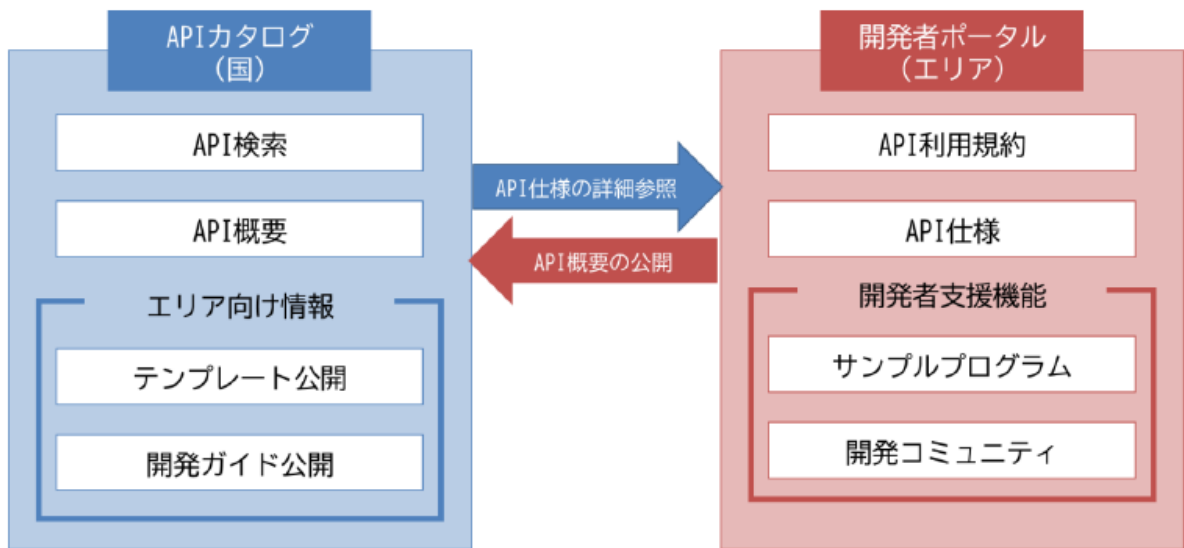 APIカタログ
（国）
API検索
API概要
エリア向け情報
テンプレート公開
開発ガイド公開
API仕様の詳細参照
API概要の公開
開発者ポータル
（エリア）
API利用規約
API仕様
開発者支援機能
サンプルプログラム
開発コミュニティ